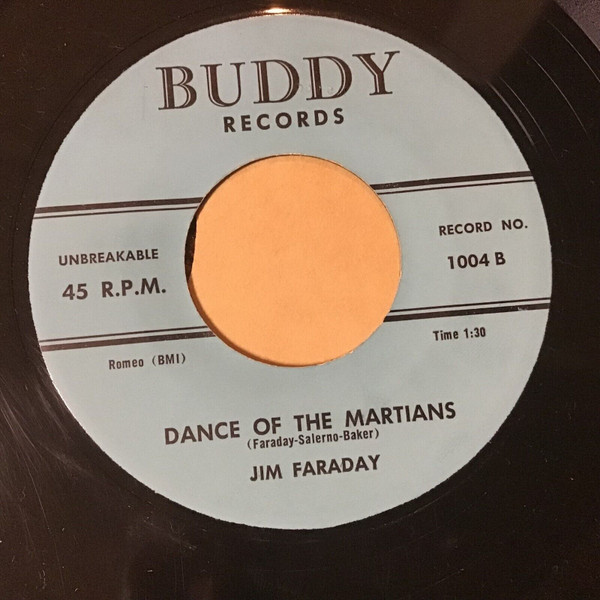 BUDDY
RECORDS
UNBREAKABLE
45 R.P.M.
RECORD NO.
1004 B
Romeo (BMI)
Time 1:30
DANCE OF THE MARTIANS
(Faraday-Salerno-Baker)
JIM FARADAY